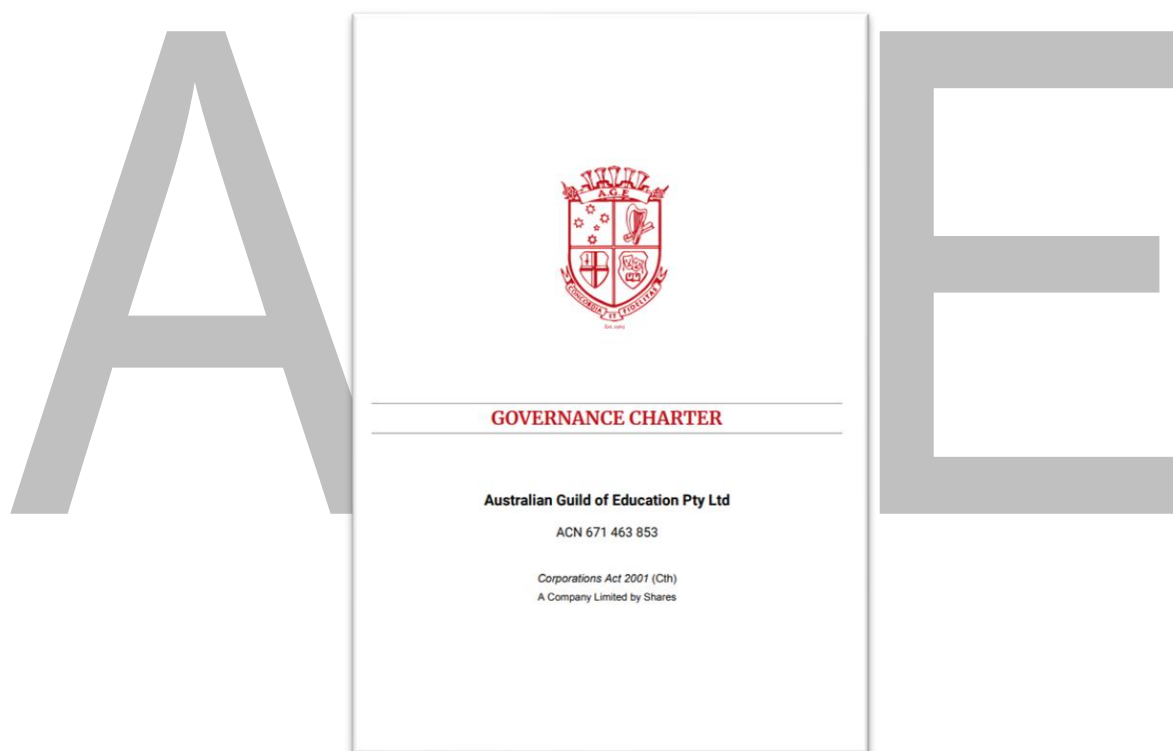 A E
A.G.E
CONCORDIA ET FIDELITAS
GOVERNANCE CHARTER
Australian Guild of Education Pty Ltd
ACN 671 463 853
Corporations Act 2001 (Cth)
A Company Limited by Shares